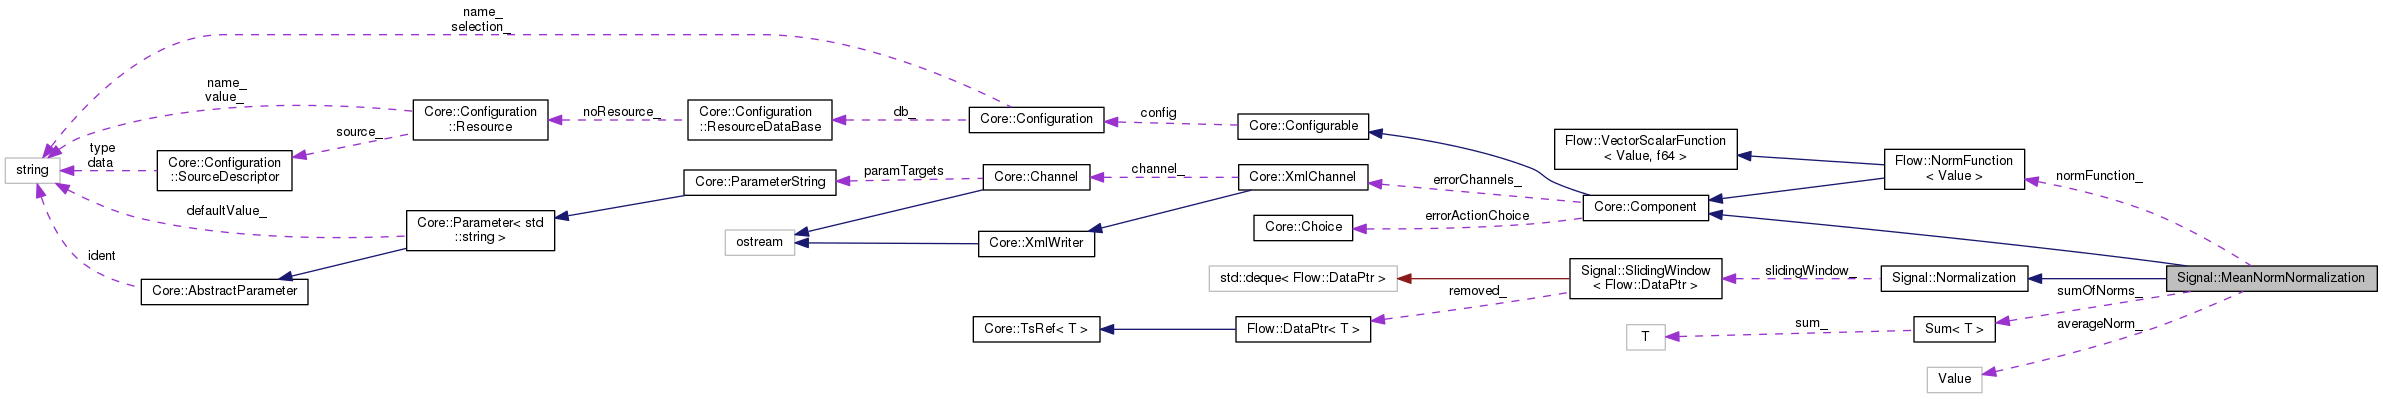 name_
selection_
name_
value_
source_
type
data
string
Core::Configuration
::SourceDescriptor
defaultValue_
ident
Core::AbstractParameter
Core::Configuration
::Resource
noResource_
Core::Configuration
::ResourceDataBase
db_
Core::Configuration
config
Core::Configurable
Core::Parameter< std
::string >
Core::ParameterString
paramTargets
Core::Channel
channel_
Core::XmlChannel
errorChannels_
errorActionChoice
Core::Choice
ostream
Core::XmlWriter
Flow::VectorScalarFunction
< Value, f64 >
Core::Component
Flow::NormFunction
< Value >
normFunction_
std::deque< Flow::DataPtr >
Signal::SlidingWindow
< Flow::DataPtr >
slidingWindow_
Signal::Normalization
Signal::MeanNormNormalization
removed_
Core::TsRef< T >
Flow::DataPtr< T >
T
sum_
Sum< T >
sumOfNorms_
averageNorm_
Value